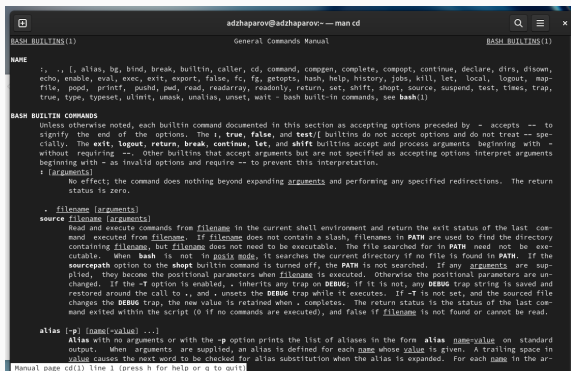 adzhaparov@adzhaparov:~ — man cd
BASH_BUILTINS(1) General Commands Manual BASH_BUILTINS(1)
NAME
:, ., [, alias, bg, bind, break, builtin, caller, cd, command, compgen, complete, compopt, continue, declare, dirs, disown,
echo, enable, eval, exec, exit, export, false, fc, fg, getopts, hash, help, history, jobs, kill, let, local, logout, map‐
file, popd, printf, pushd, pwd, read, readarray, readonly, return, set, shift, shopt, source, suspend, test, times, trap,
true, type, typeset, ulimit, umask, unalias, unset, wait - bash built-in commands, see bash(1)
BASH BUILTIN COMMANDS
Unless otherwise noted, each builtin command documented in this section as accepting options preceded by - accepts -- to
signify the end of the options. The :, true, false, and test/[ builtins do not accept options and do not treat -- spe‐
cially. The exit, logout, return, break, continue, let, and shift builtins accept and process arguments beginning with -
without requiring --. Other builtins that accept arguments but are not specified as accepting options interpret arguments
beginning with - as invalid options and require -- to prevent this interpretation.
: [arguments]
No effect; the command does nothing beyond expanding arguments and performing any specified redirections. The return
status is zero.
. filename [arguments]
source filename [arguments]
Read and execute commands from filename in the current shell environment and return the exit status of the last com‐
mand executed from filename. If filename does not contain a slash, filenames in PATH are used to find the directory
containing filename, but filename does not need to be executable. The file searched for in PATH need not be exe‐
cutable. When bash is not in posix mode, it searches the current directory if no file is found in PATH. If the
sourcepath option to the shopt builtin command is turned off, the PATH is not searched. If any arguments are sup‐
plied, they become the positional parameters when filename is executed. Otherwise the positional parameters are un‐
changed. If the -T option is enabled, . inherits any trap on DEBUG; if it is not, any DEBUG trap string is saved and
restored around the call to ., and . unsets the DEBUG trap while it executes. If -T is not set, and the sourced file
changes the DEBUG trap, the new value is retained when . completes. The return status is the status of the last com‐
mand exited within the script (0 if no commands are executed), and false if filename is not found or cannot be read.
alias [-p] [name[=value] ...]
Alias with no arguments or with the -p option prints the list of aliases in the form alias name=value on standard
output. When arguments are supplied, an alias is defined for each name whose value is given. A trailing space in
value causes the next word to be checked for alias substitution when the alias is expanded. For each name in the ar‐
Manual page cd(1) line 1 (press h for help or q to quit)